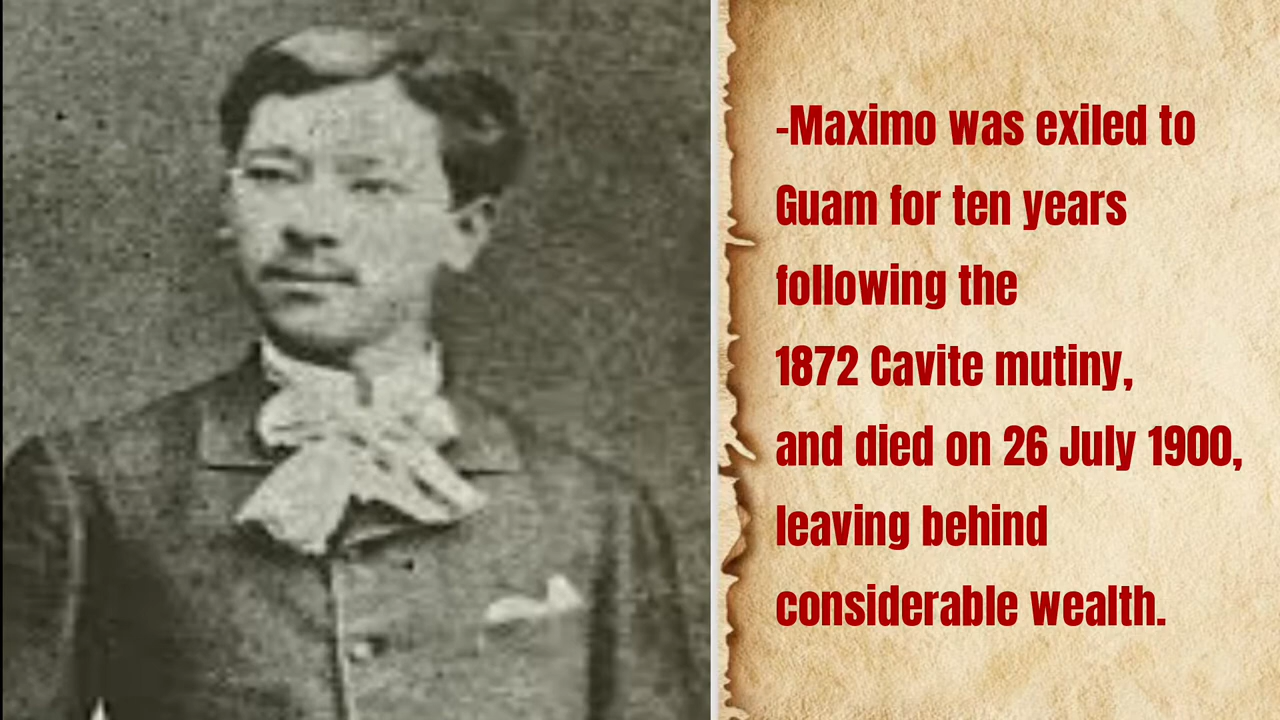 -Maximo was exiled to
Guam for ten years
following the
1872 Cavite mutiny,
and died on 26 July 1900,
leaving behind
considerable wealth.